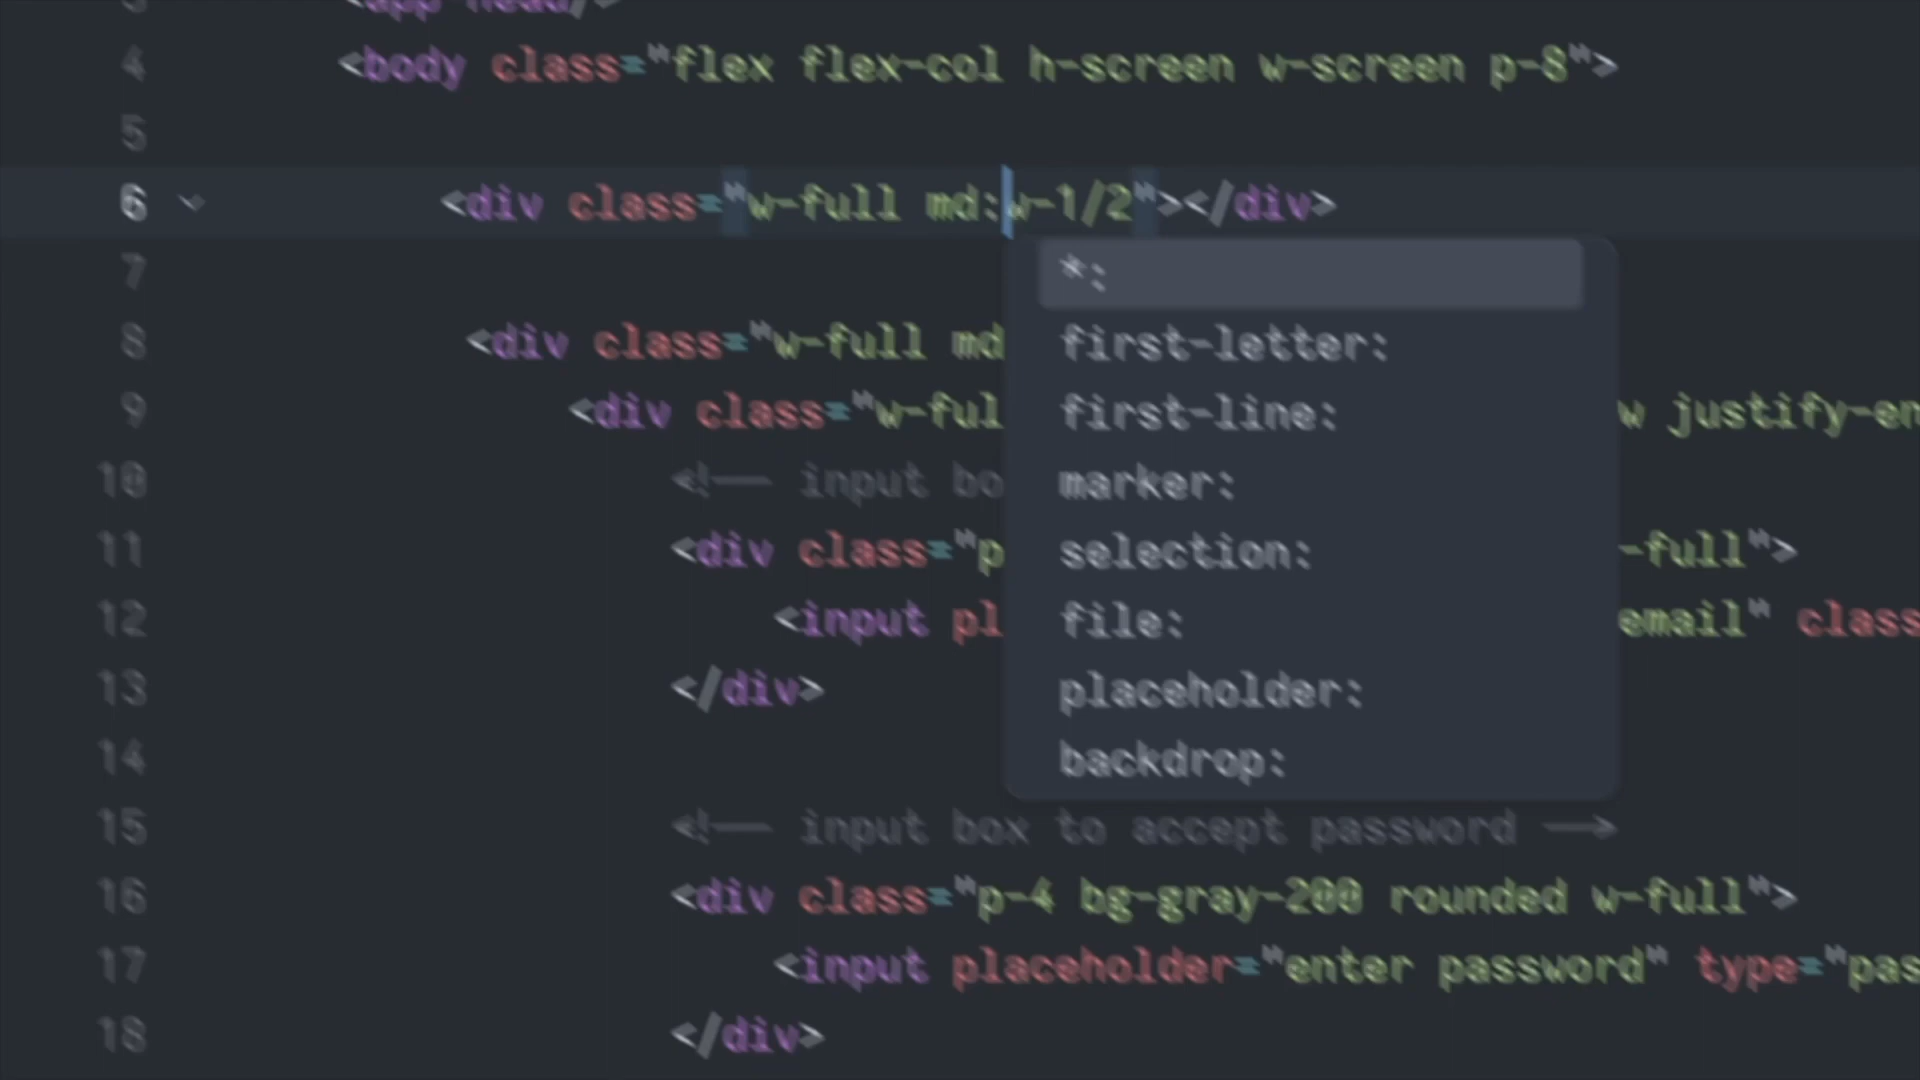 3 <app-head/>
4 <body class="flex flex-col h-screen w-screen p-8">
5
6 <div class="w-full md:w-1/2"></div>
7 *:
8 <div class="w-full md first-letter:
9 <div class="w-ful first-line: w justify-en
10 <!-- input bo marker:
11 <div class="p selection: -full">
12 <input pl file: email" class
13 </div> placeholder:
14 backdrop:
15 <!-- input box to accept password -->
16 <div class="p-4 bg-gray-200 rounded w-full">
17 <input placeholder="enter password" type="pas
18 </div>